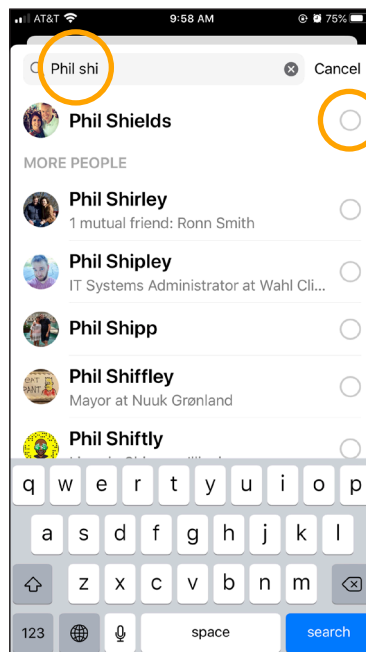 AT&T 9:58 AM 75%
Phil shi Cancel
Phil Shields
MORE PEOPLE
Phil Shirley
1 mutual friend: Ronn Smith
Phil Shipley
IT Systems Administrator at Wahl Cli...
Phil Shipp
Phil Shiffley
Mayor at Nuuk Grønland
Phil Shiftly
q w e r t y u i o p
a s d f g h j k l
z x c v b n m
123 space search